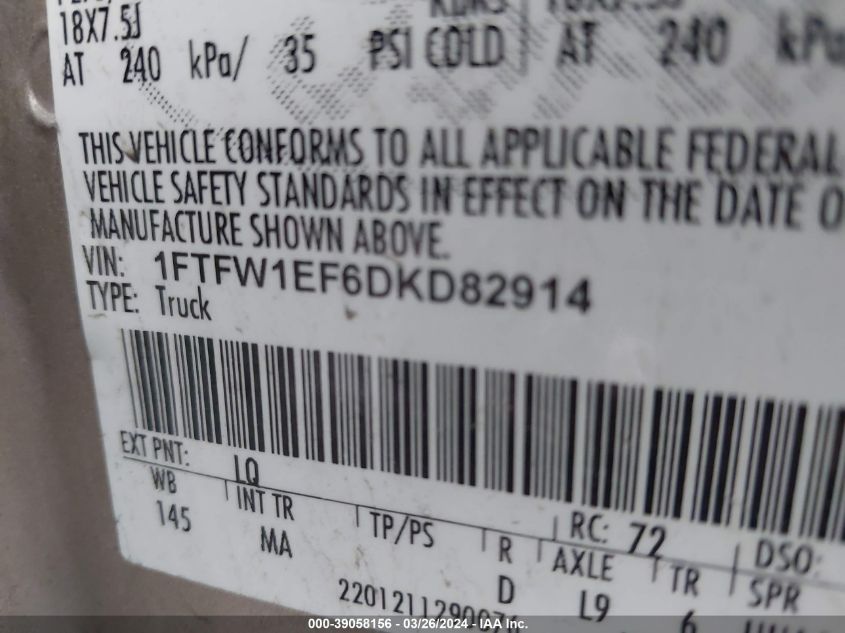 18X7.5J
AT 240 kPa/ 35 PSI COLD AT 240 kPa
THIS VEHICLE CONFORMS TO ALL APPLICABLE FEDERAL
VEHICLE SAFETY STANDARDS IN EFFECT ON THE DATE O
MANUFACTURE SHOWN ABOVE.
VIN: 1FTFW1EF6DKD82914
TYPE: Truck
EXT PNT: LQ RC: 72 DSO:
WB INT TR TP/PS R AXLE TR SPR
145 MA D L9 6
000-39058156 - 03/26/2024 - IAA Inc.